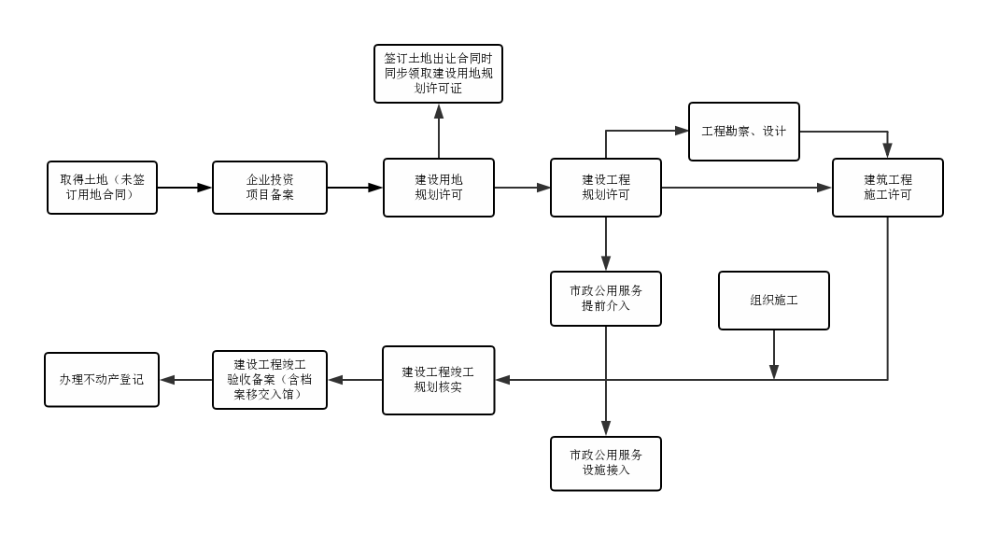 签订土地出让合同时
同步领取建设用地规
划许可证
工程勘察、设计
取得土地（未签
订用地合同）
企业投资
项目备案
建设用地
规划许可
建设工程
规划许可
建筑工程
施工许可
市政公用服务
提前介入
组织施工
办理不动产登记
建设工程竣工
验收备案（含档
案移交入馆）
建设工程竣工
规划核实
市政公用服务
设施接入